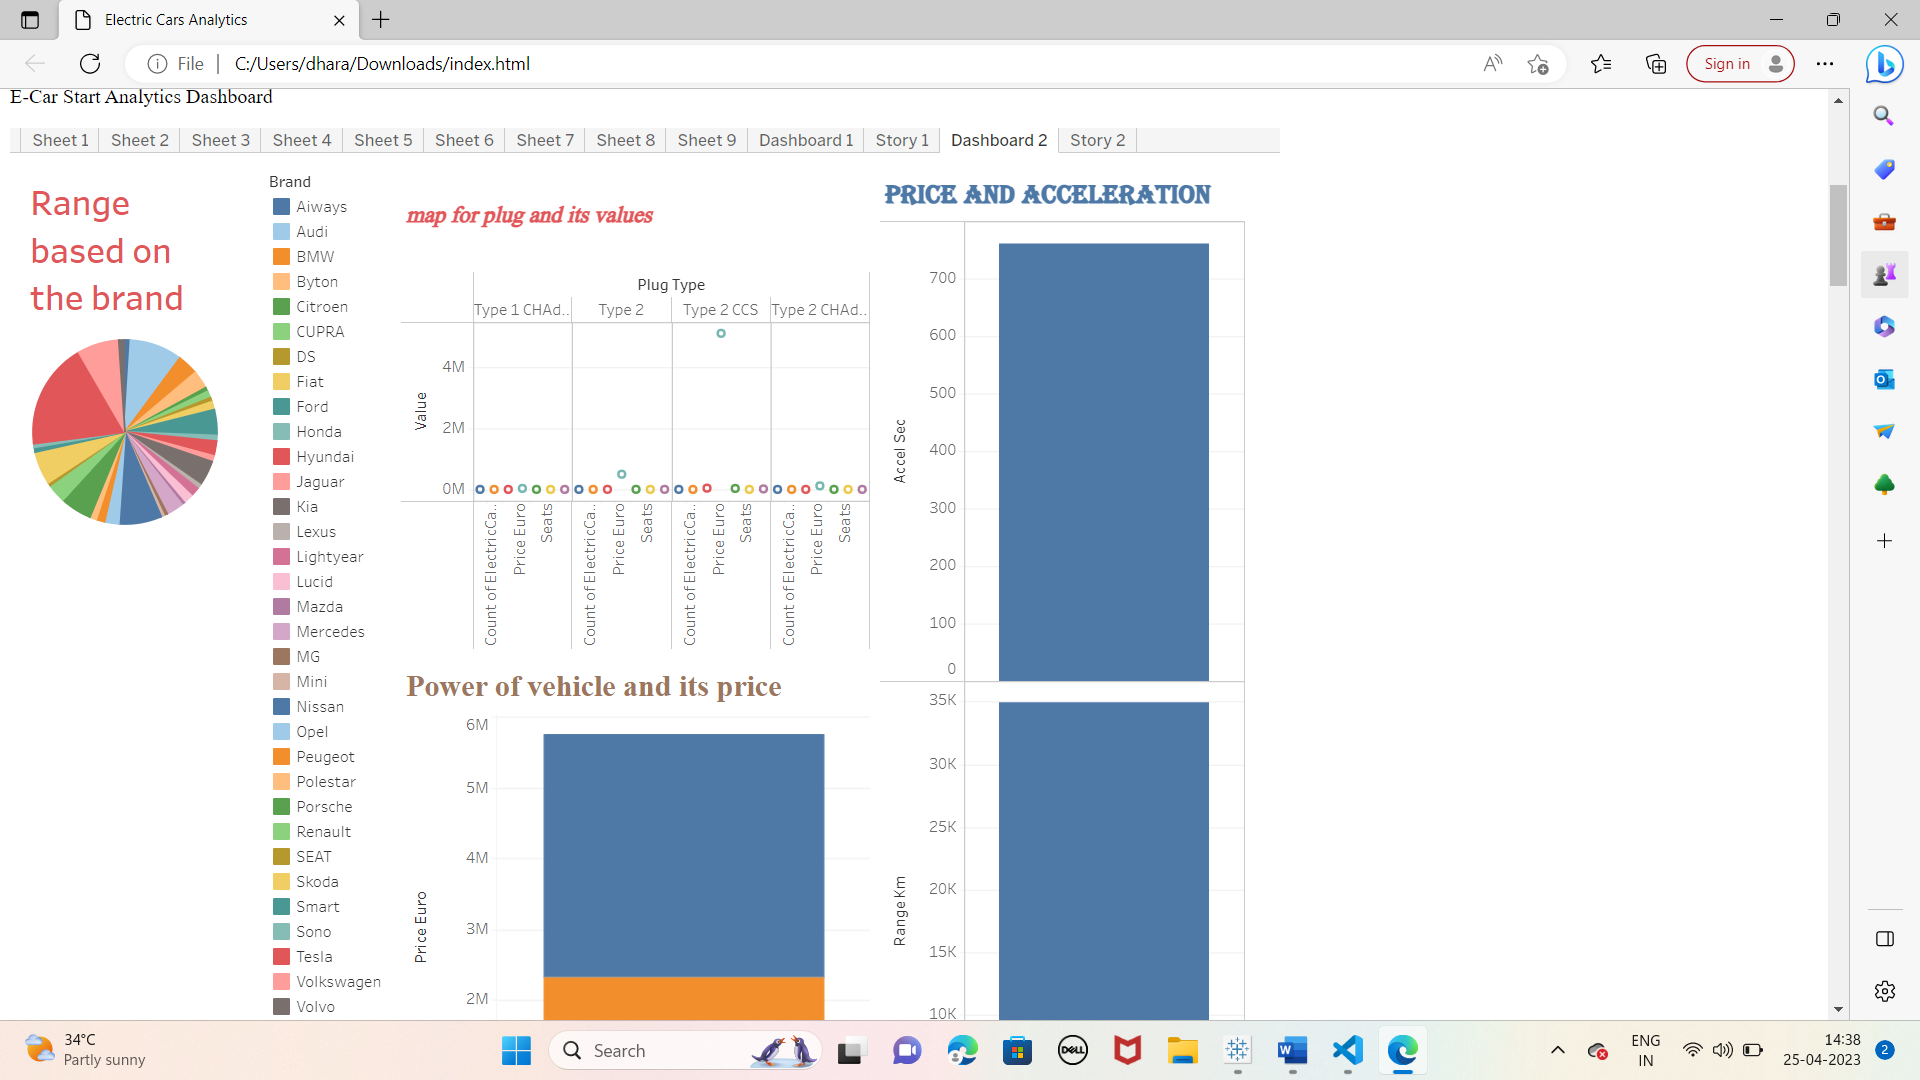 Electric Cars Analytics
File
C:/Users/dhara/Downloads/index.html
Sign in
E-Car Start Analytics Dashboard
Sheet 1
Sheet 2
Sheet 3
Sheet 4
Sheet 5
Sheet 6
Sheet 7
Sheet 8
Sheet 9
Dashboard 1
Story 1
Dashboard 2
Story 2
Range
based on
the brand
Brand
Aiways
Audi
BMW
Byton
Citroen
CUPRA
DS
Fiat
Ford
Honda
Hyundai
Jaguar
Kia
Lexus
Lightyear
Lucid
Mazda
Mercedes
MG
Mini
Nissan
Opel
Peugeot
Polestar
Porsche
Renault
SEAT
Skoda
Smart
Sono
Tesla
Volkswagen
Volvo
map for plug and its values
Plug Type
Type 1 CHAd..
Type 2
Type 2 CCS
Type 2 CHAd..
Value
4M
2M
0M
Count of ElectricCa..
Price Euro
Seats
Count of ElectricCa..
Price Euro
Seats
Count of ElectricCa..
Price Euro
Seats
Count of ElectricCa..
Price Euro
Seats
Power of vehicle and its price
Price Euro
6M
5M
4M
3M
2M
PRICE AND ACCELERATION
Accel Sec
700
600
500
400
300
200
100
0
Range Km
35K
30K
25K
20K
15K
10K
34°C
Partly sunny
Search
DELL
ENG
IN
14:38
25-04-2023
2